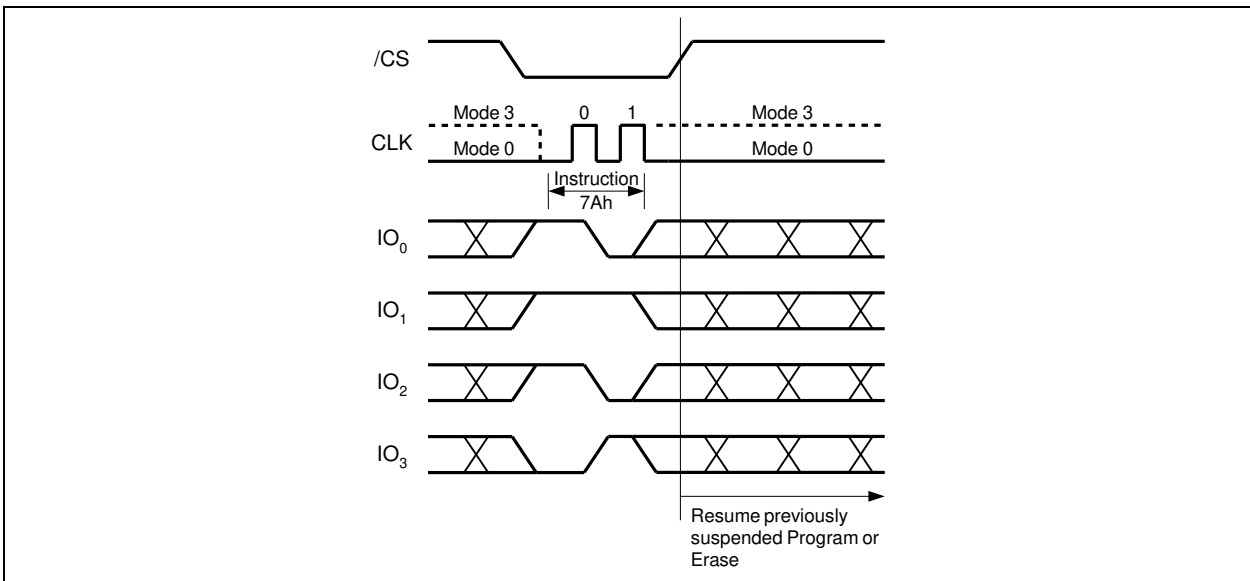 /CS
Mode 3 0 1 Mode 3
CLK
Mode 0 Mode 0
Instruction
7Ah
IO0
IO1
IO2
IO3
Resume previously
suspended Program or
Erase